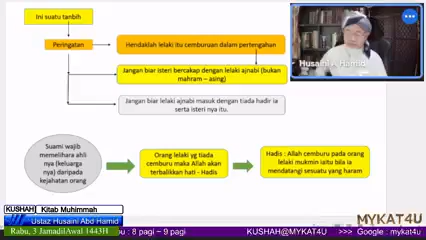 Ini suatu tanbih
Peringatan
Hendaklah lelaki itu cemburuan dalam pertengahan
Jangan biar isteri bercakap dengan lelaki ajnabi (bukan
mahram – asing)
Jangan biar lelaki ajnabi masuk dengan tiada hadir ia
serta isteri nya itu.
Husaini A Hamid
Suami wajib
memelihara ahli
nya (keluarga
nya) daripada
kejahatan orang
Orang lelaki yg tiada
cemburu maka Allah akan
terbalikkan hati - Hadis
Hadis : Allah cemburu pada orang
lelaki mukmin iaitu bila ia
mendatangi sesuatu yang haram
KUSHAH Kitab Muhimmah
Ustaz Husaini Abd Hamid
MYKAT4U
Rabu, 3 JamadilAwal 1443H
: 8 pagi ~ 9 pagi
KUSHAH@MYKAT4U >>> Google : mykat4u